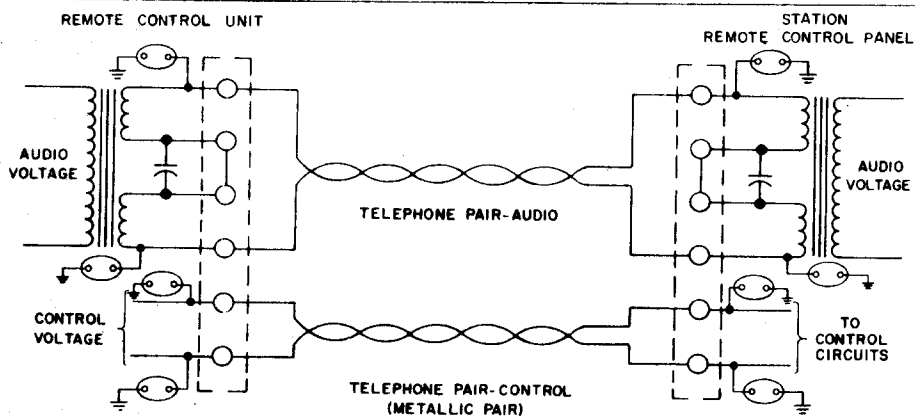 REMOTE CONTROL UNIT
STATION
REMOTE CONTROL PANEL
AUDIO
VOLTAGE
AUDIO
VOLTAGE
TELEPHONE PAIR-AUDIO
CONTROL
VOLTAGE
TO
CONTROL
CIRCUITS
TELEPHONE PAIR-CONTROL
(METALLIC PAIR)